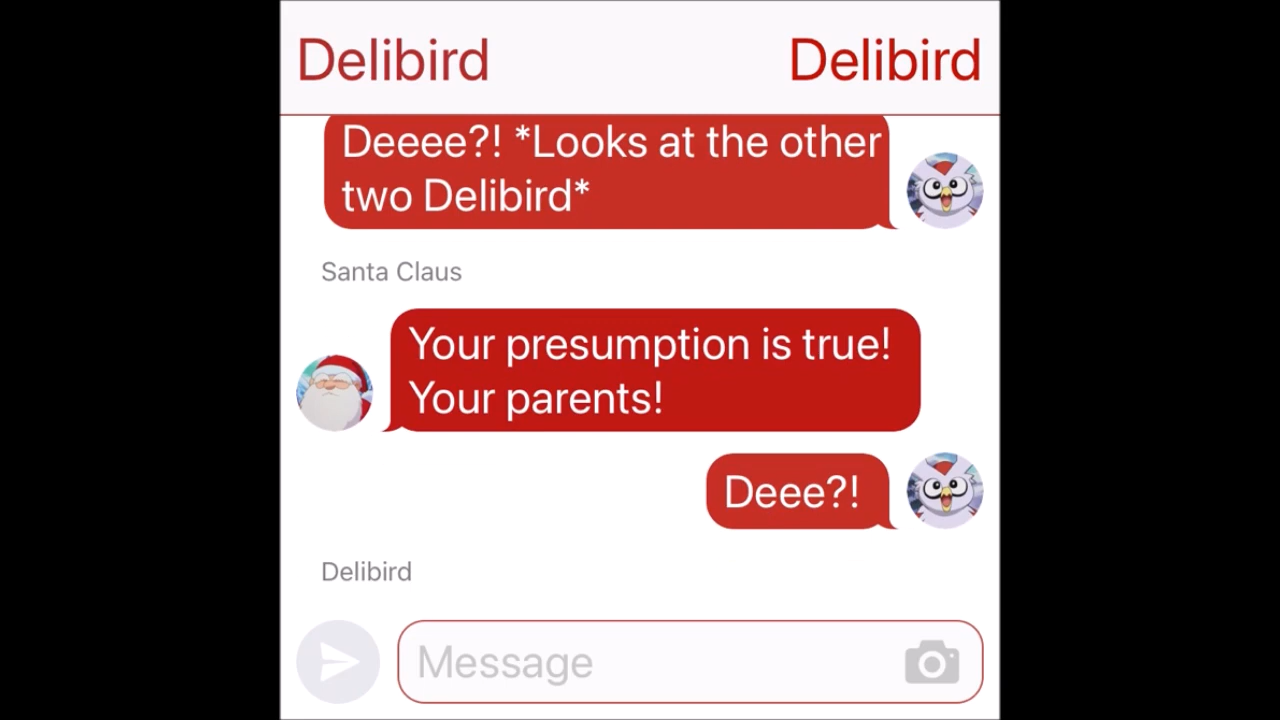 Delibird Delibird
Deeee?! *Looks at the other
two Delibird*
Santa Claus
Your presumption is true!
Your parents!
Deee?!
Delibird
Message